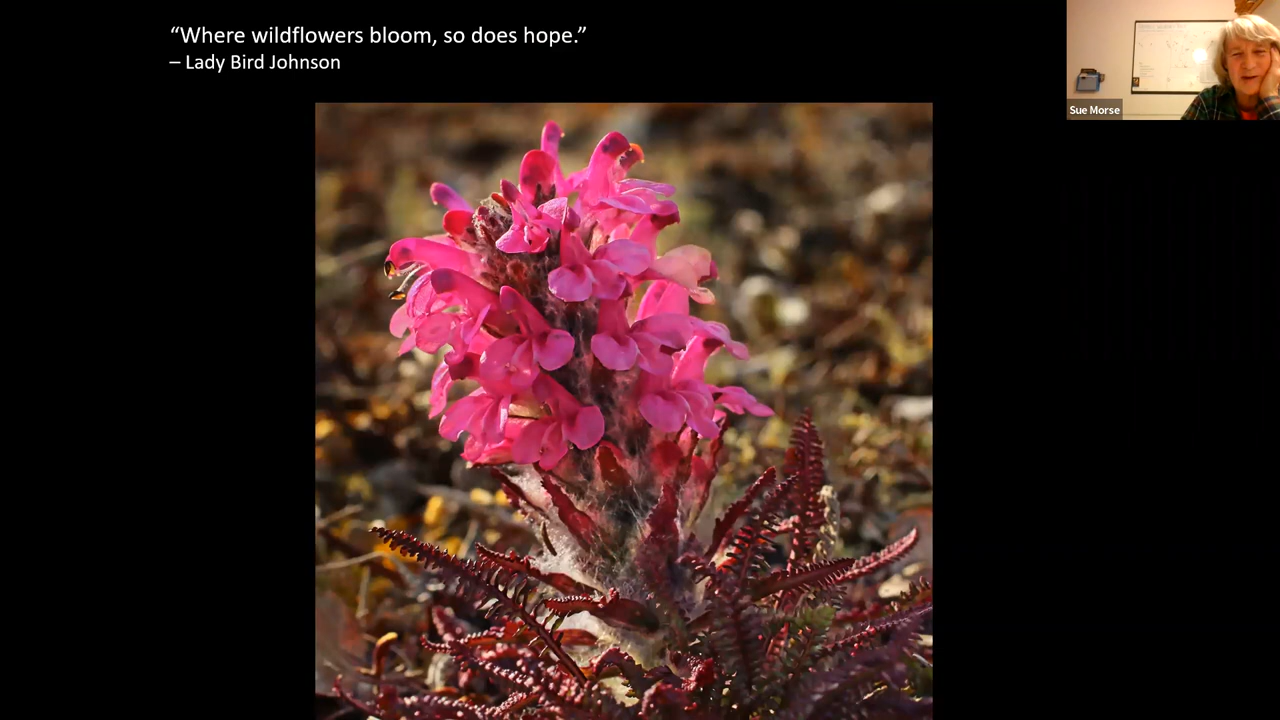 “Where wildflowers bloom, so does hope.”
– Lady Bird Johnson
Sue Morse